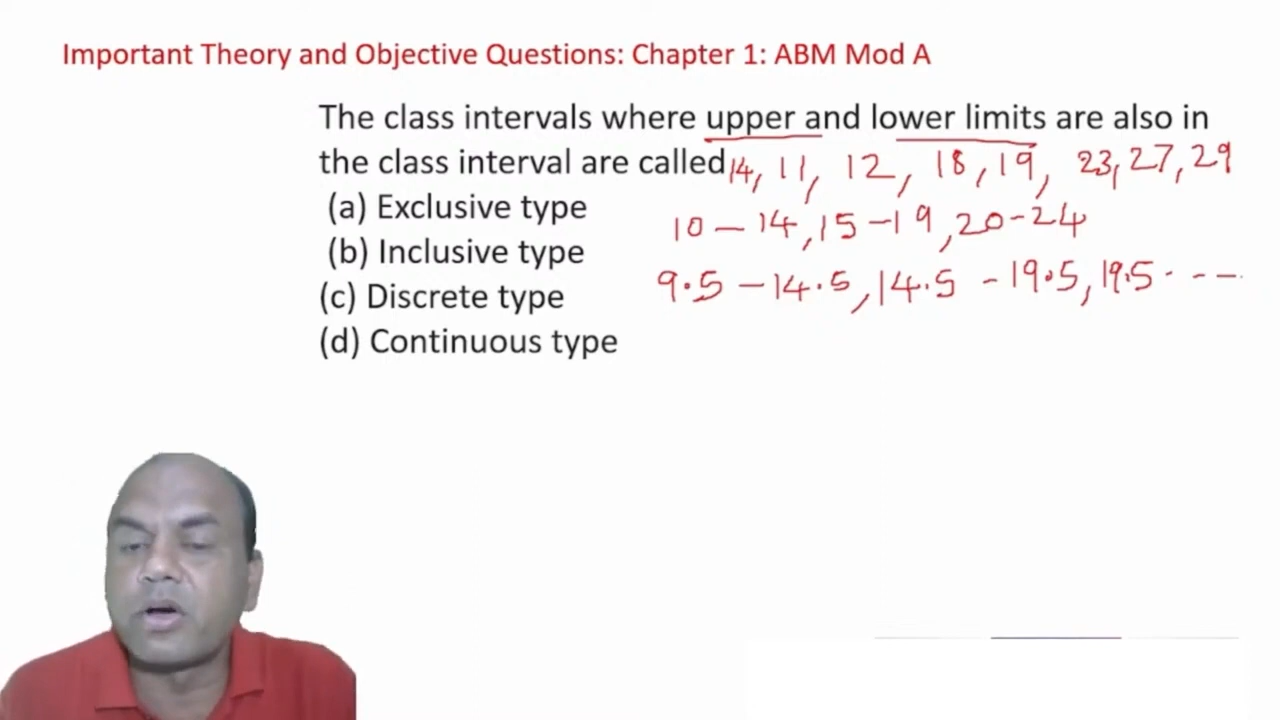 Important Theory and Objective Questions: Chapter 1: ABM Mod A
The class intervals where upper and lower limits are also in
the class interval are called 14, 11, 12, 18, 19, 23, 27, 29
(a) Exclusive type 10 - 14, 15 - 19, 20 - 24
(b) Inclusive type 9.5 - 14.5, 14.5 - 19.5, 19.5 - - -
(c) Discrete type
(d) Continuous type